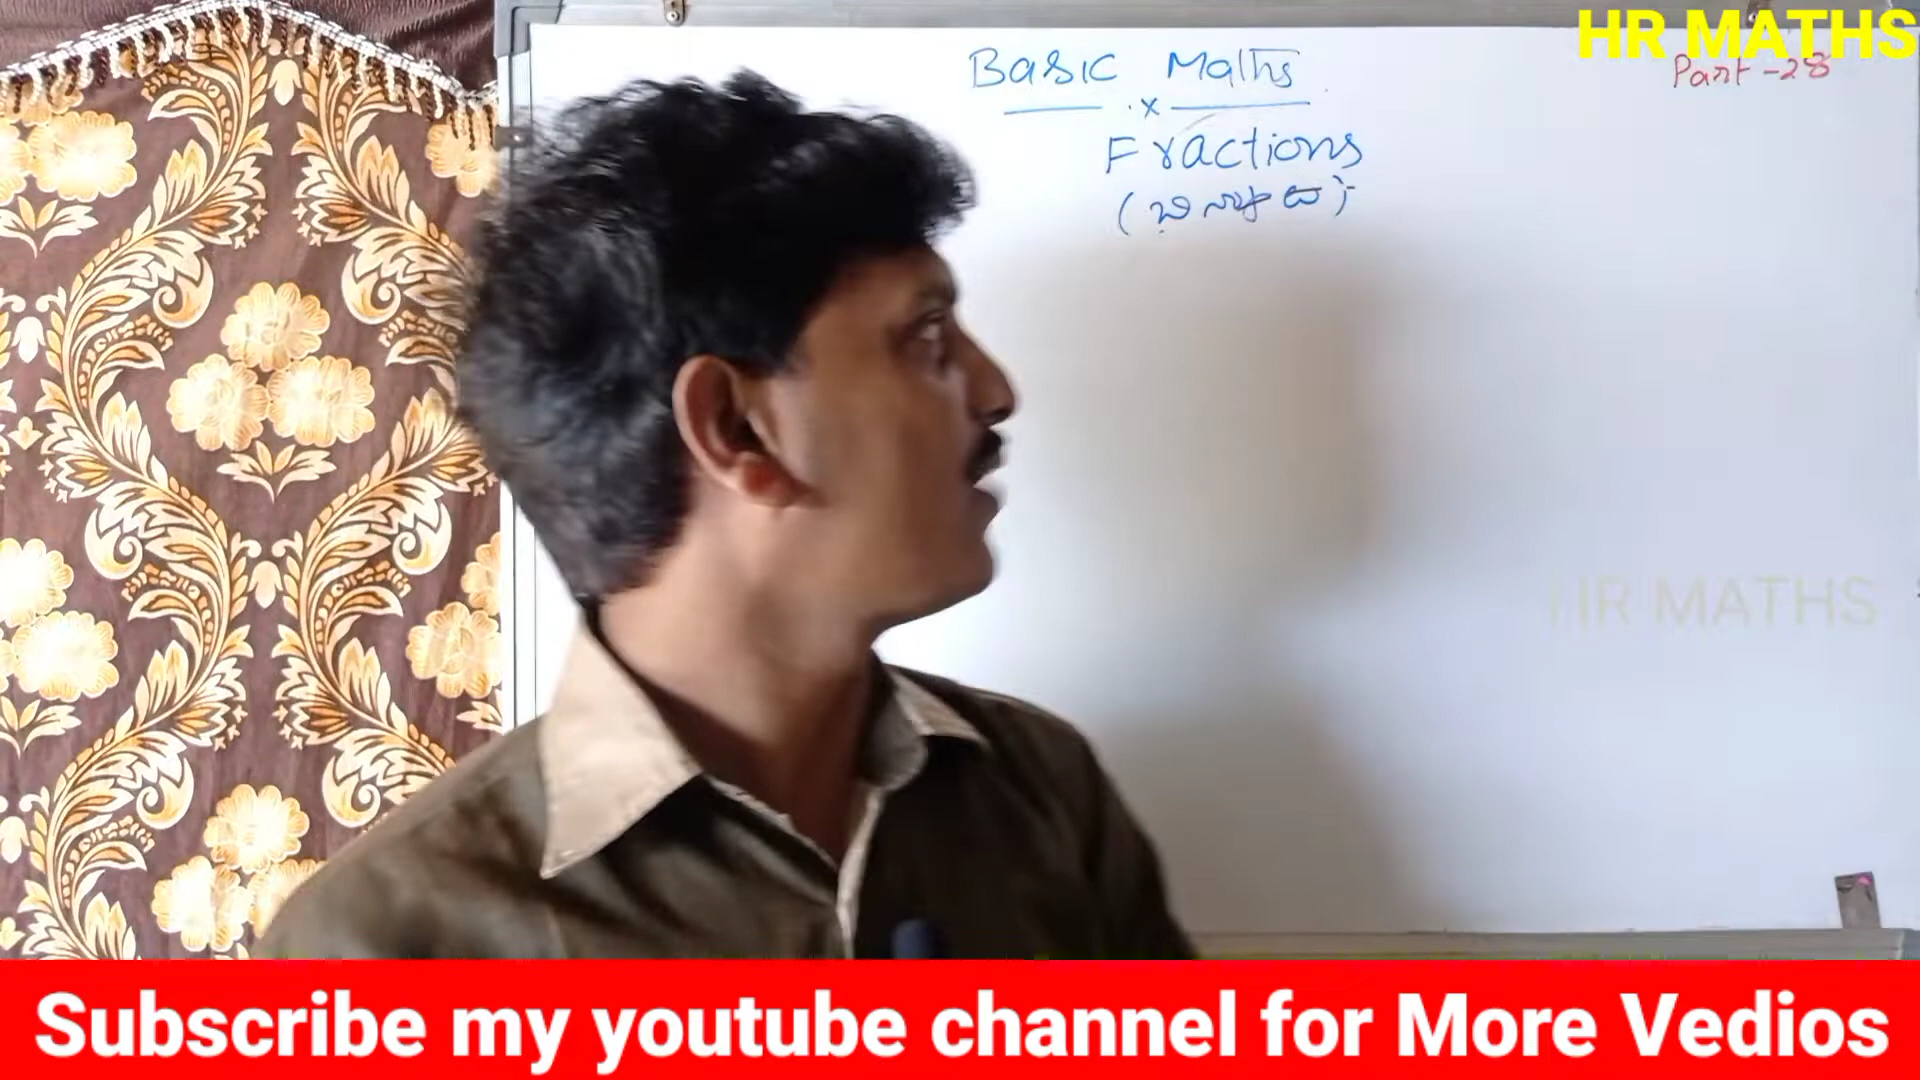 HR MATHS
Basic Maths
Part -28
x
Fractions
HR MATHS
Subscribe my youtube channel for More Vedios